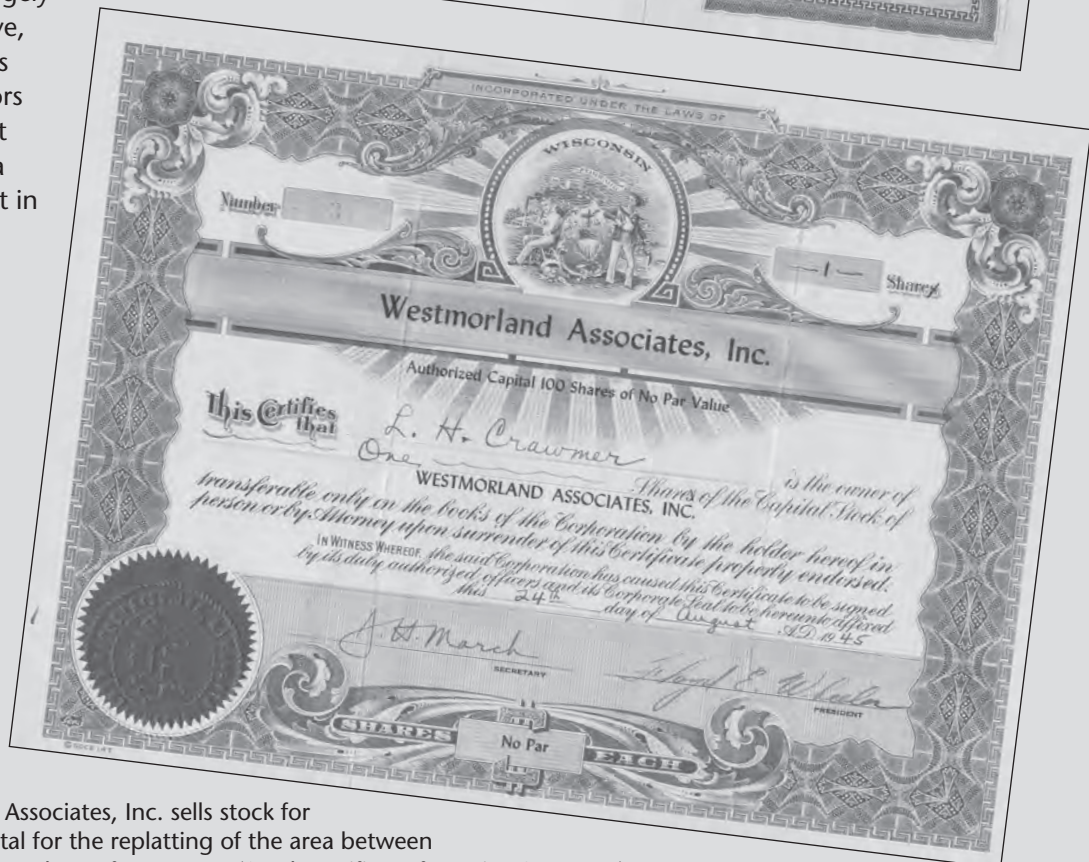 ve,
s
ors
t
a
t in
INCORPORATED UNDER THE LAWS OF
WISCONSIN
Number 3
1 Shares
Westmorland Associates, Inc.
Authorized Capital 100 Shares of No Par Value
This Certifies
that L. H. Crawmer is the owner of
One Shares of the Capital Stock of
WESTMORLAND ASSOCIATES, INC.
transferable only on the books of the Corporation by the holder hereof in
person or by Attorney upon surrender of this Certificate properly endorsed.
IN WITNESS WHEREOF, the said Corporation has caused this Certificate to be signed
by its duly authorized officers and its Corporate Seal to be hereunto affixed
this 24th day of August A.D. 1945
J. H. March
SECRETARY
Floyd E. Wheeler
PRESIDENT
SHARES No Par EACH
Associates, Inc. sells stock for
tal for the replatting of the area between